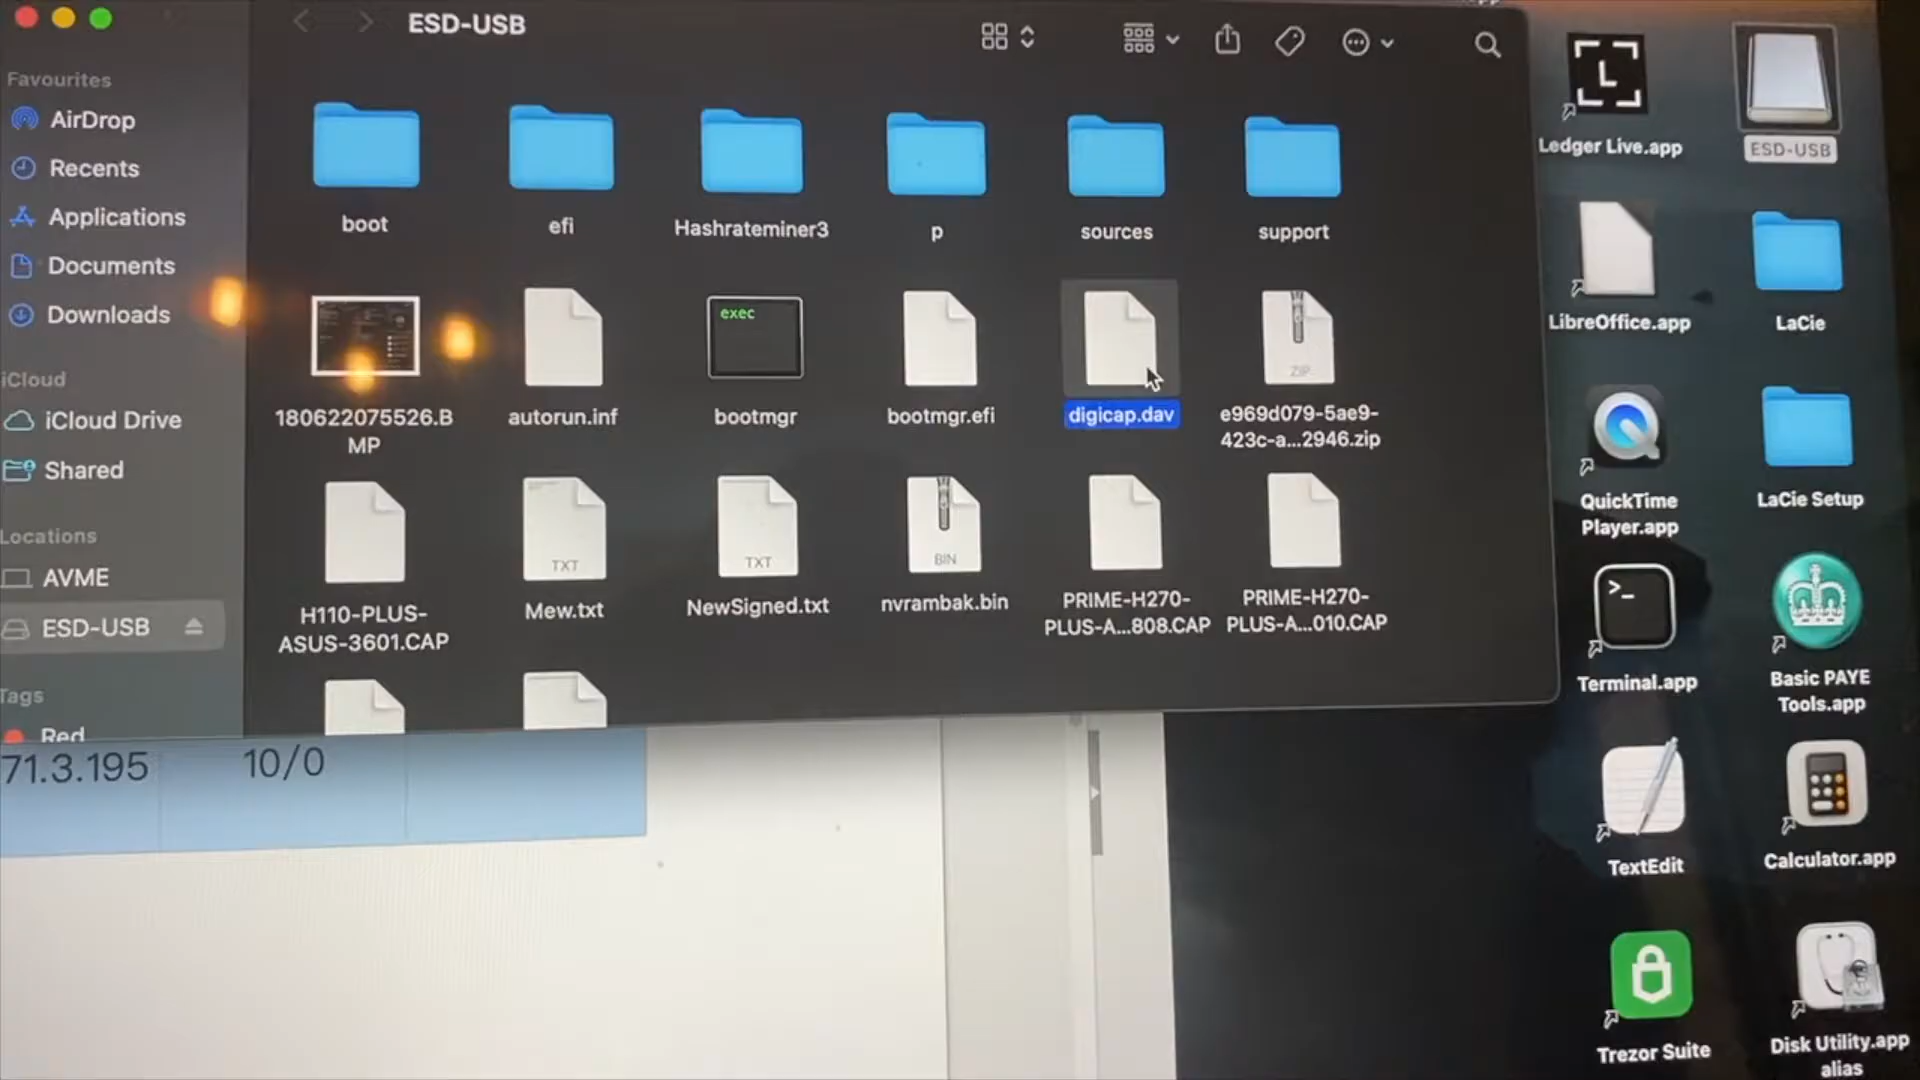 ESD-USB
Favourites
AirDrop
Recents
Applications
Documents
Downloads
iCloud
iCloud Drive
Shared
Locations
AVME
ESD-USB
Tags
Red
boot
efi
Hashrateminer3
p
sources
support
180622075526.B
MP
autorun.inf
exec
bootmgr
bootmgr.efi
digicap.dav
ZIP
e969d079-5ae9-
423c-a...2946.zip
H110-PLUS-
ASUS-3601.CAP
TXT
Mew.txt
TXT
NewSigned.txt
BIN
nvrambak.bin
PRIME-H270-
PLUS-A...808.CAP
PRIME-H270-
PLUS-A...010.CAP
71.3.195
10/0
L
Ledger Live.app
ESD-USB
LibreOffice.app
LaCie
QuickTime
Player.app
LaCie Setup
>_
Terminal.app
Basic PAYE
Tools.app
TextEdit
Calculator.app
Trezor Suite
Disk Utility.app
alias